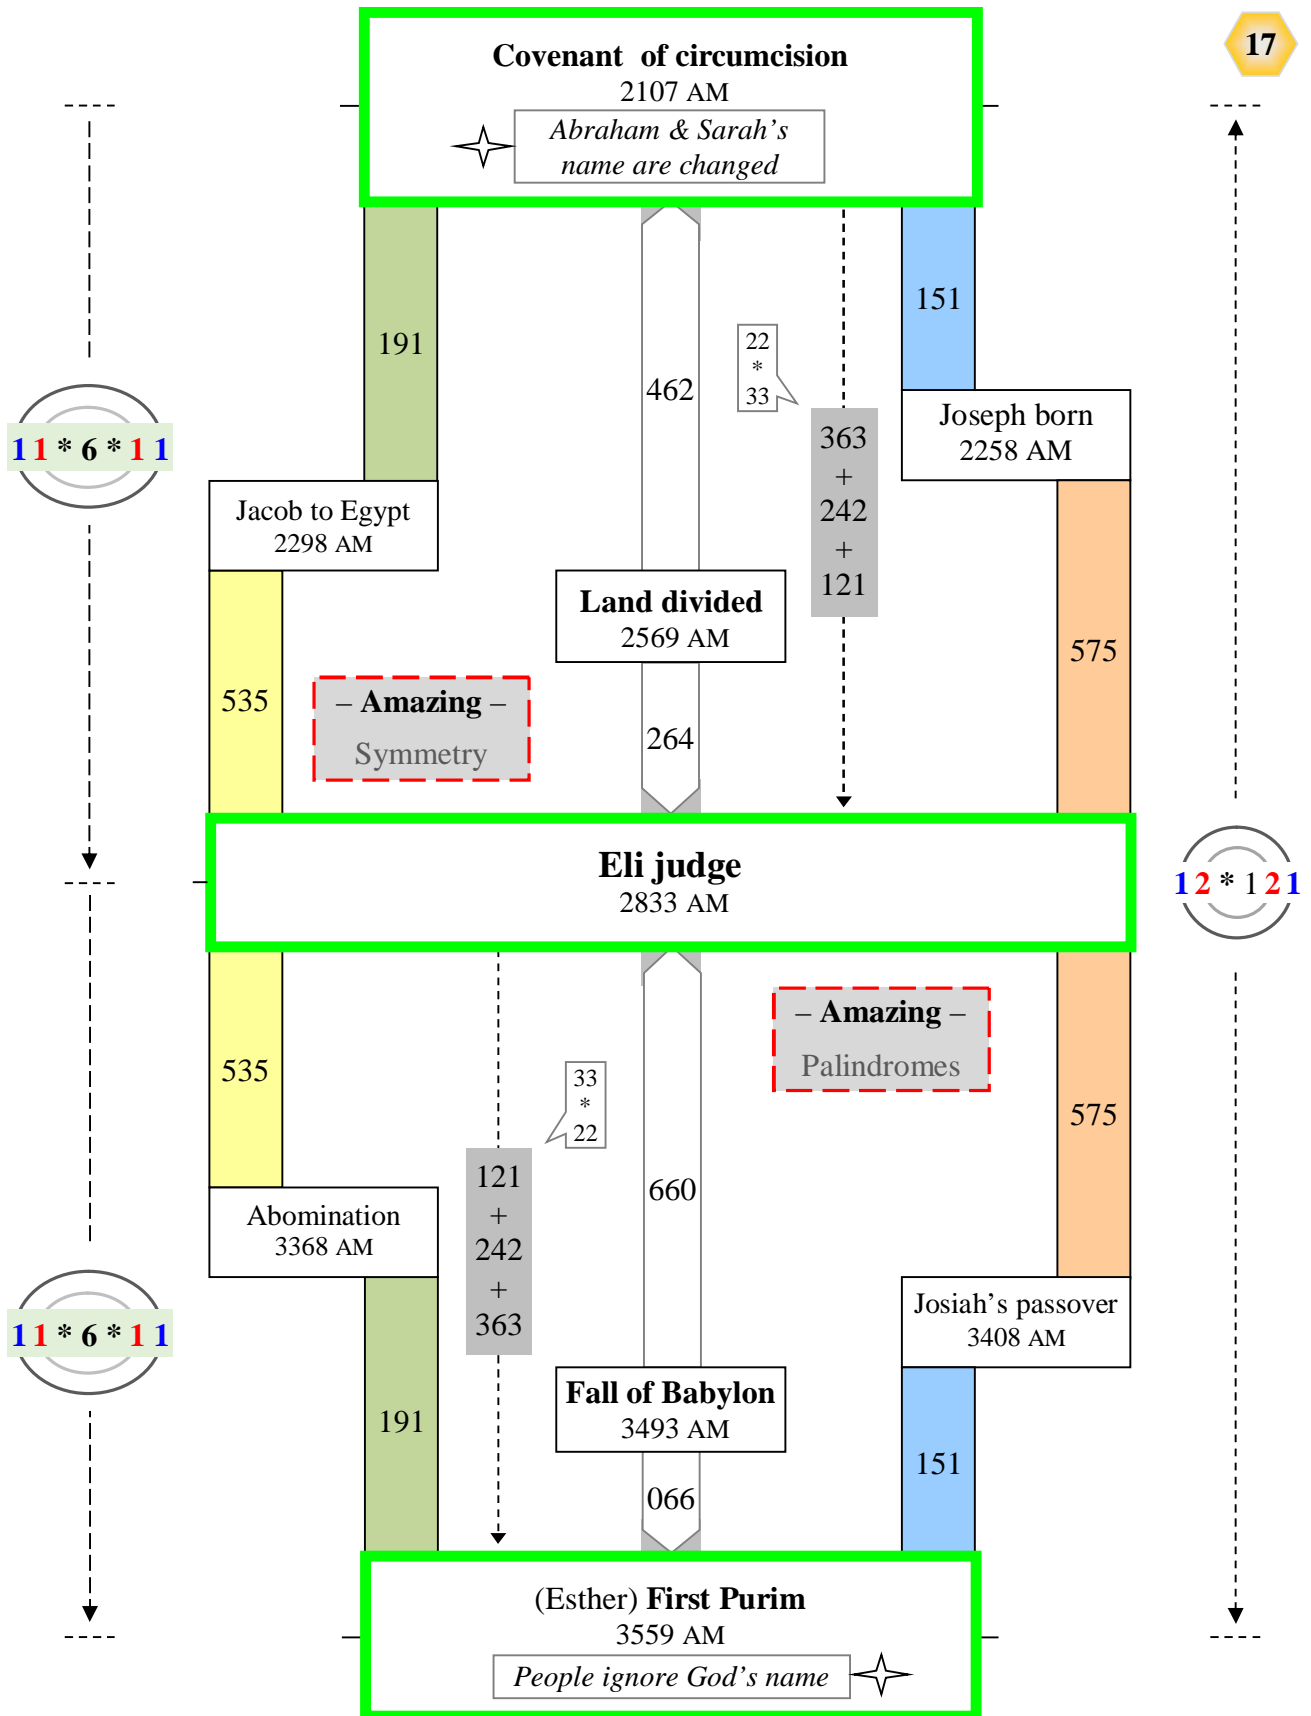 17
Covenant of circumcision
2107 AM
Abraham & Sarah's
name are changed
191
462
22
*
33
151
11 * 6 * 11
Joseph born
2258 AM
363
+
242
+
121
Jacob to Egypt
2298 AM
Land divided
2569 AM
535
– Amazing –
Symmetry
264
575
Eli judge
2833 AM
12 * 121
535
– Amazing –
Palindromes
33
*
22
575
121
+
242
+
363
660
Abomination
3368 AM
11 * 6 * 11
Josiah's passover
3408 AM
191
Fall of Babylon
3493 AM
151
066
(Esther) First Purim
3559 AM
People ignore God's name